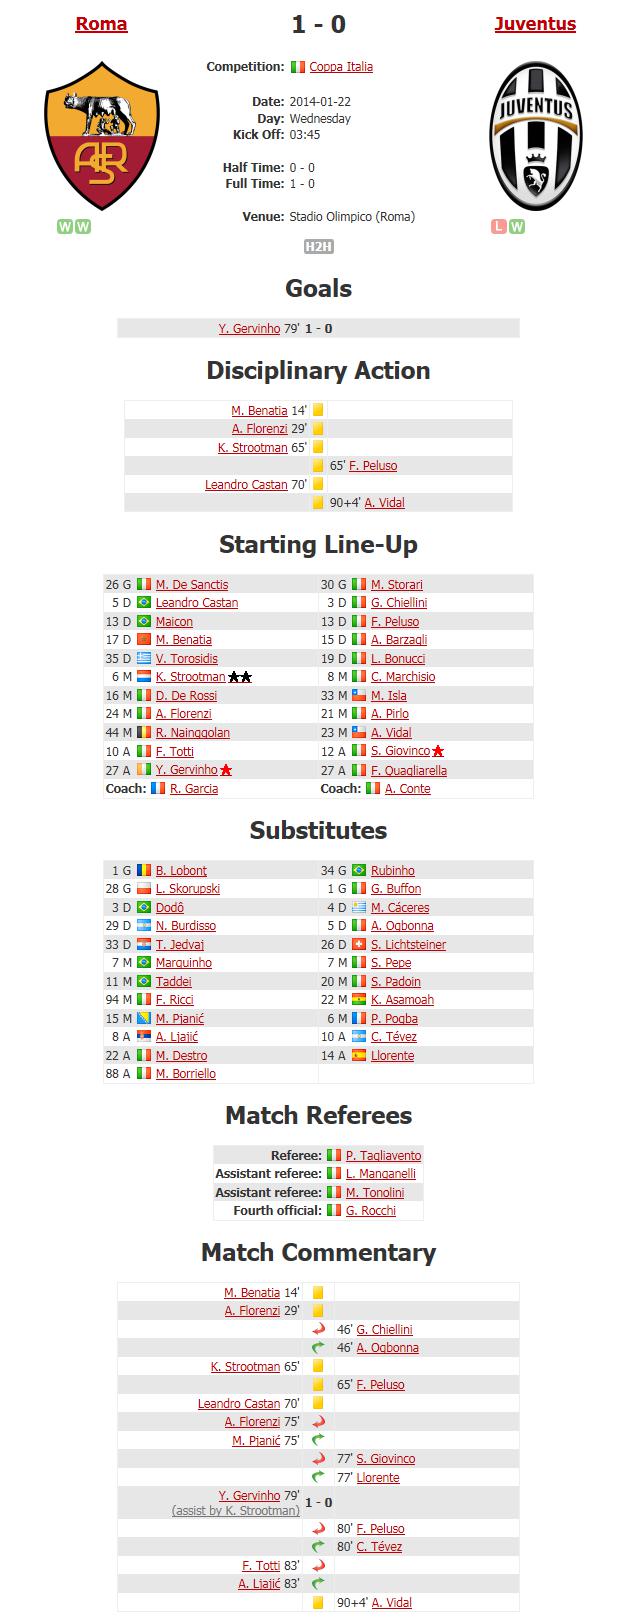 Roma 1 - 0 Juventus
Competition: Coppa Italia
JUVENTUS
Date: 2014-01-22
Day: Wednesday
Kick Off: 03:45
ASR
Half Time: 0 - 0
Full Time: 1 - 0
Venue: Stadio Olimpico (Roma)
W W L W
H2H
Goals
Y. Gervinho 79' 1 - 0
Disciplinary Action
M. Benatia 14'
A. Florenzi 29'
K. Strootman 65'
65' F. Peluso
Leandro Castan 70'
90+4' A. Vidal
Starting Line-Up
26 G M. De Sanctis 30 G M. Storari
5 D Leandro Castan 3 D G. Chiellini
13 D Maicon 13 D F. Peluso
17 D M. Benatia 15 D A. Barzagli
35 D V. Torosidis 19 D L. Bonucci
6 M K. Strootman 8 M C. Marchisio
16 M D. De Rossi 33 M M. Isla
24 M A. Florenzi 21 M A. Pirlo
44 M R. Nainggolan 23 M A. Vidal
10 A F. Totti 12 A S. Giovinco
27 A Y. Gervinho 27 A F. Quagliarella
Coach: R. Garcia Coach: A. Conte
Substitutes
1 G B. Lobont 34 G Rubinho
28 G L. Skorupski 1 G G. Buffon
3 D Dodô 4 D M. Cáceres
29 D N. Burdisso 5 D A. Ogbonna
33 D T. Jedvaj 26 D S. Lichtsteiner
7 M Marquinho 7 M S. Pepe
11 M Taddei 20 M S. Padoin
94 M F. Ricci 22 M K. Asamoah
15 M M. Pjanić 6 M P. Pogba
8 A A. Ljajić 10 A C. Tévez
22 A M. Destro 14 A Llorente
88 A M. Borriello
Match Referees
Referee: P. Tagliavento
Assistant referee: L. Manganelli
Assistant referee: M. Tonolini
Fourth official: G. Rocchi
Match Commentary
M. Benatia 14'
A. Florenzi 29'
46' G. Chiellini
46' A. Ogbonna
K. Strootman 65'
65' F. Peluso
Leandro Castan 70'
A. Florenzi 75'
M. Pjanić 75'
77' S. Giovinco
77' Llorente
Y. Gervinho 79' 1 - 0
(assist by K. Strootman)
80' F. Peluso
80' C. Tévez
F. Totti 83'
A. Ljajić 83'
90+4' A. Vidal